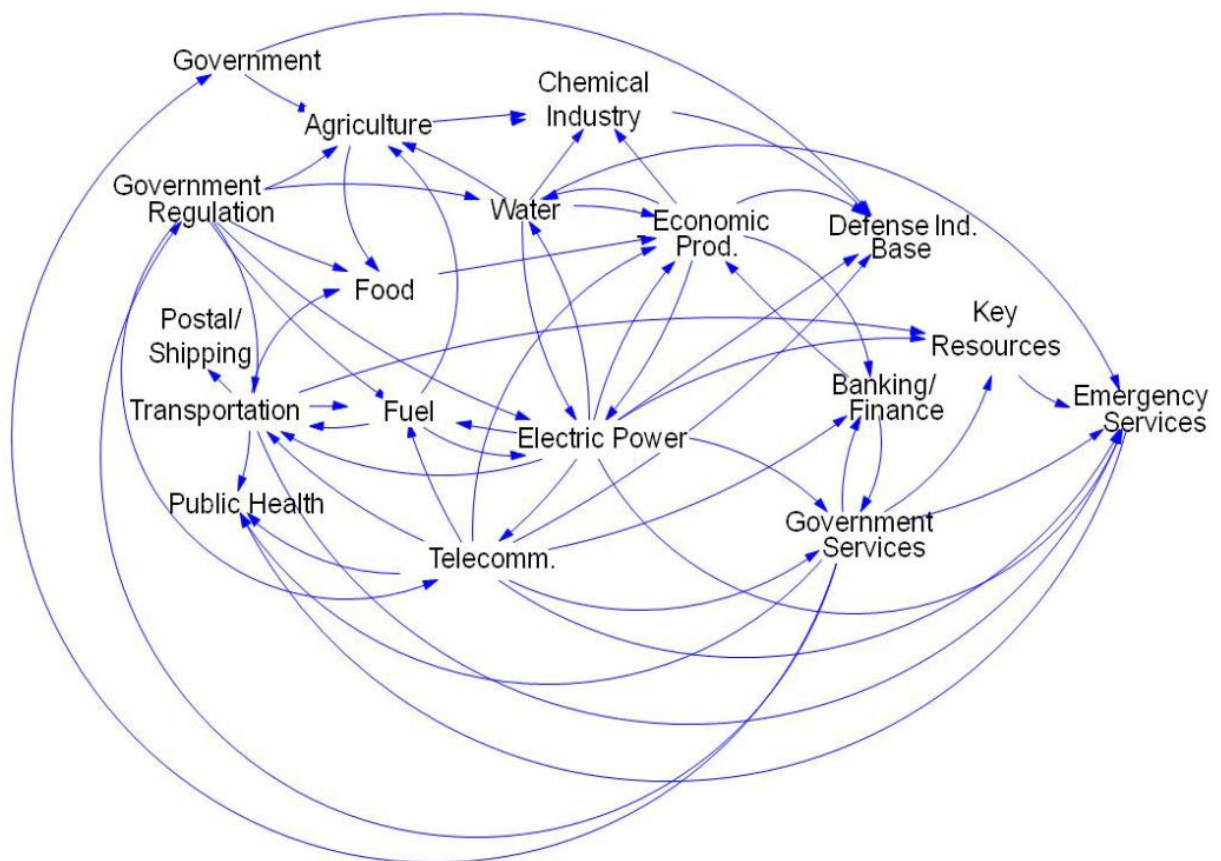 Government
Chemical
Industry
Agriculture
Government
Regulation
Water
Economic
Prod.
Defense Ind.
Base
Food
Postal/
Shipping
Key
Resources
Transportation
Fuel
Electric Power
Banking/
Finance
Emergency
Services
Public Health
Telecomm.
Government
Services